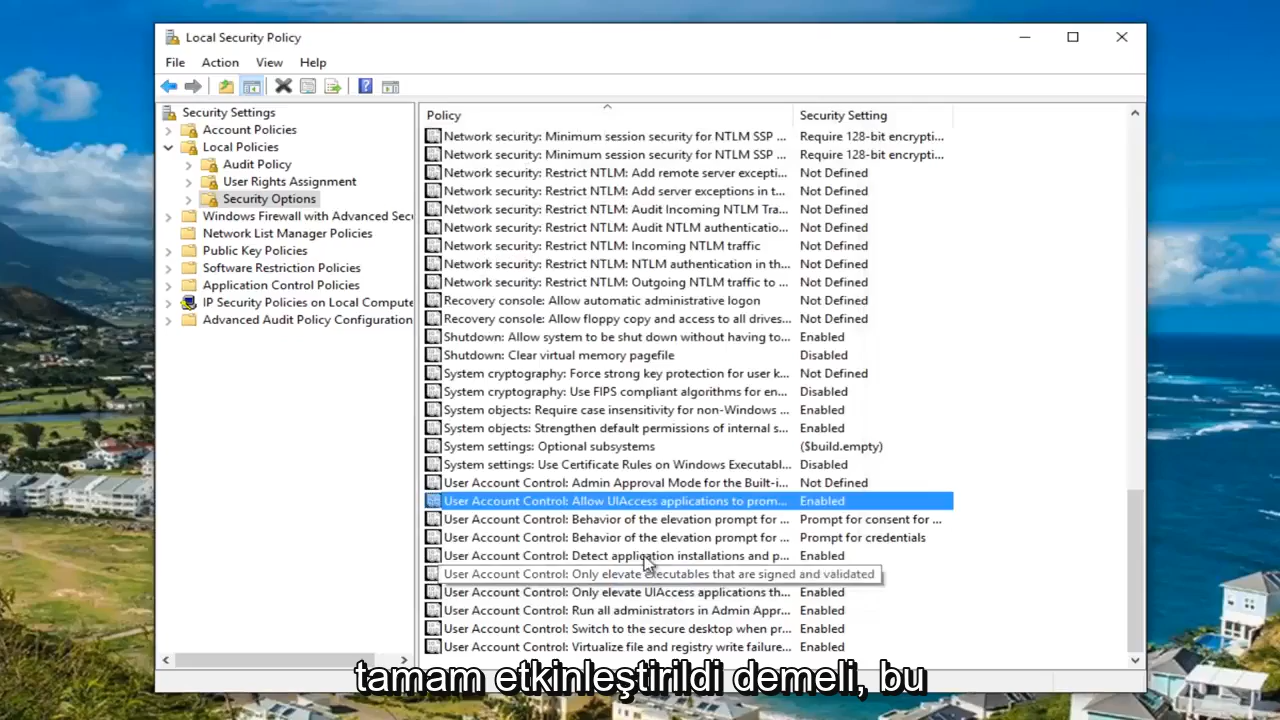 Local Security Policy
File Action View Help
Security Settings
Account Policies
Local Policies
Audit Policy
User Rights Assignment
Security Options
Windows Firewall with Advanced Secu
Network List Manager Policies
Public Key Policies
Software Restriction Policies
Application Control Policies
IP Security Policies on Local Compute
Advanced Audit Policy Configuration
Policy Security Setting
Network security: Minimum session security for NTLM SSP ... Require 128-bit encrypti...
Network security: Minimum session security for NTLM SSP ... Require 128-bit encrypti...
Network security: Restrict NTLM: Add remote server excepti... Not Defined
Network security: Restrict NTLM: Add server exceptions in t... Not Defined
Network security: Restrict NTLM: Audit Incoming NTLM Tra... Not Defined
Network security: Restrict NTLM: Audit NTLM authenticatio... Not Defined
Network security: Restrict NTLM: Incoming NTLM traffic Not Defined
Network security: Restrict NTLM: NTLM authentication in th... Not Defined
Network security: Restrict NTLM: Outgoing NTLM traffic to ... Not Defined
Recovery console: Allow automatic administrative logon Not Defined
Recovery console: Allow floppy copy and access to all drives... Not Defined
Shutdown: Allow system to be shut down without having to... Enabled
Shutdown: Clear virtual memory pagefile Disabled
System cryptography: Force strong key protection for user k... Not Defined
System cryptography: Use FIPS compliant algorithms for en... Disabled
System objects: Require case insensitivity for non-Windows ... Enabled
System objects: Strengthen default permissions of internal s... Enabled
System settings: Optional subsystems ($build.empty)
System settings: Use Certificate Rules on Windows Executabl... Disabled
User Account Control: Admin Approval Mode for the Built-i... Not Defined
User Account Control: Allow UIAccess applications to prom... Enabled
User Account Control: Behavior of the elevation prompt for ... Prompt for consent for ...
User Account Control: Behavior of the elevation prompt for ... Prompt for credentials
User Account Control: Detect application installations and p... Enabled
User Account Control: Only elevate executables that are signed and validated
User Account Control: Only elevate UIAccess applications th... Enabled
User Account Control: Run all administrators in Admin Appr... Enabled
User Account Control: Switch to the secure desktop when pr... Enabled
User Account Control: Virtualize file and registry write failure... Enabled
tamam etkinleştirildi demeli, bu